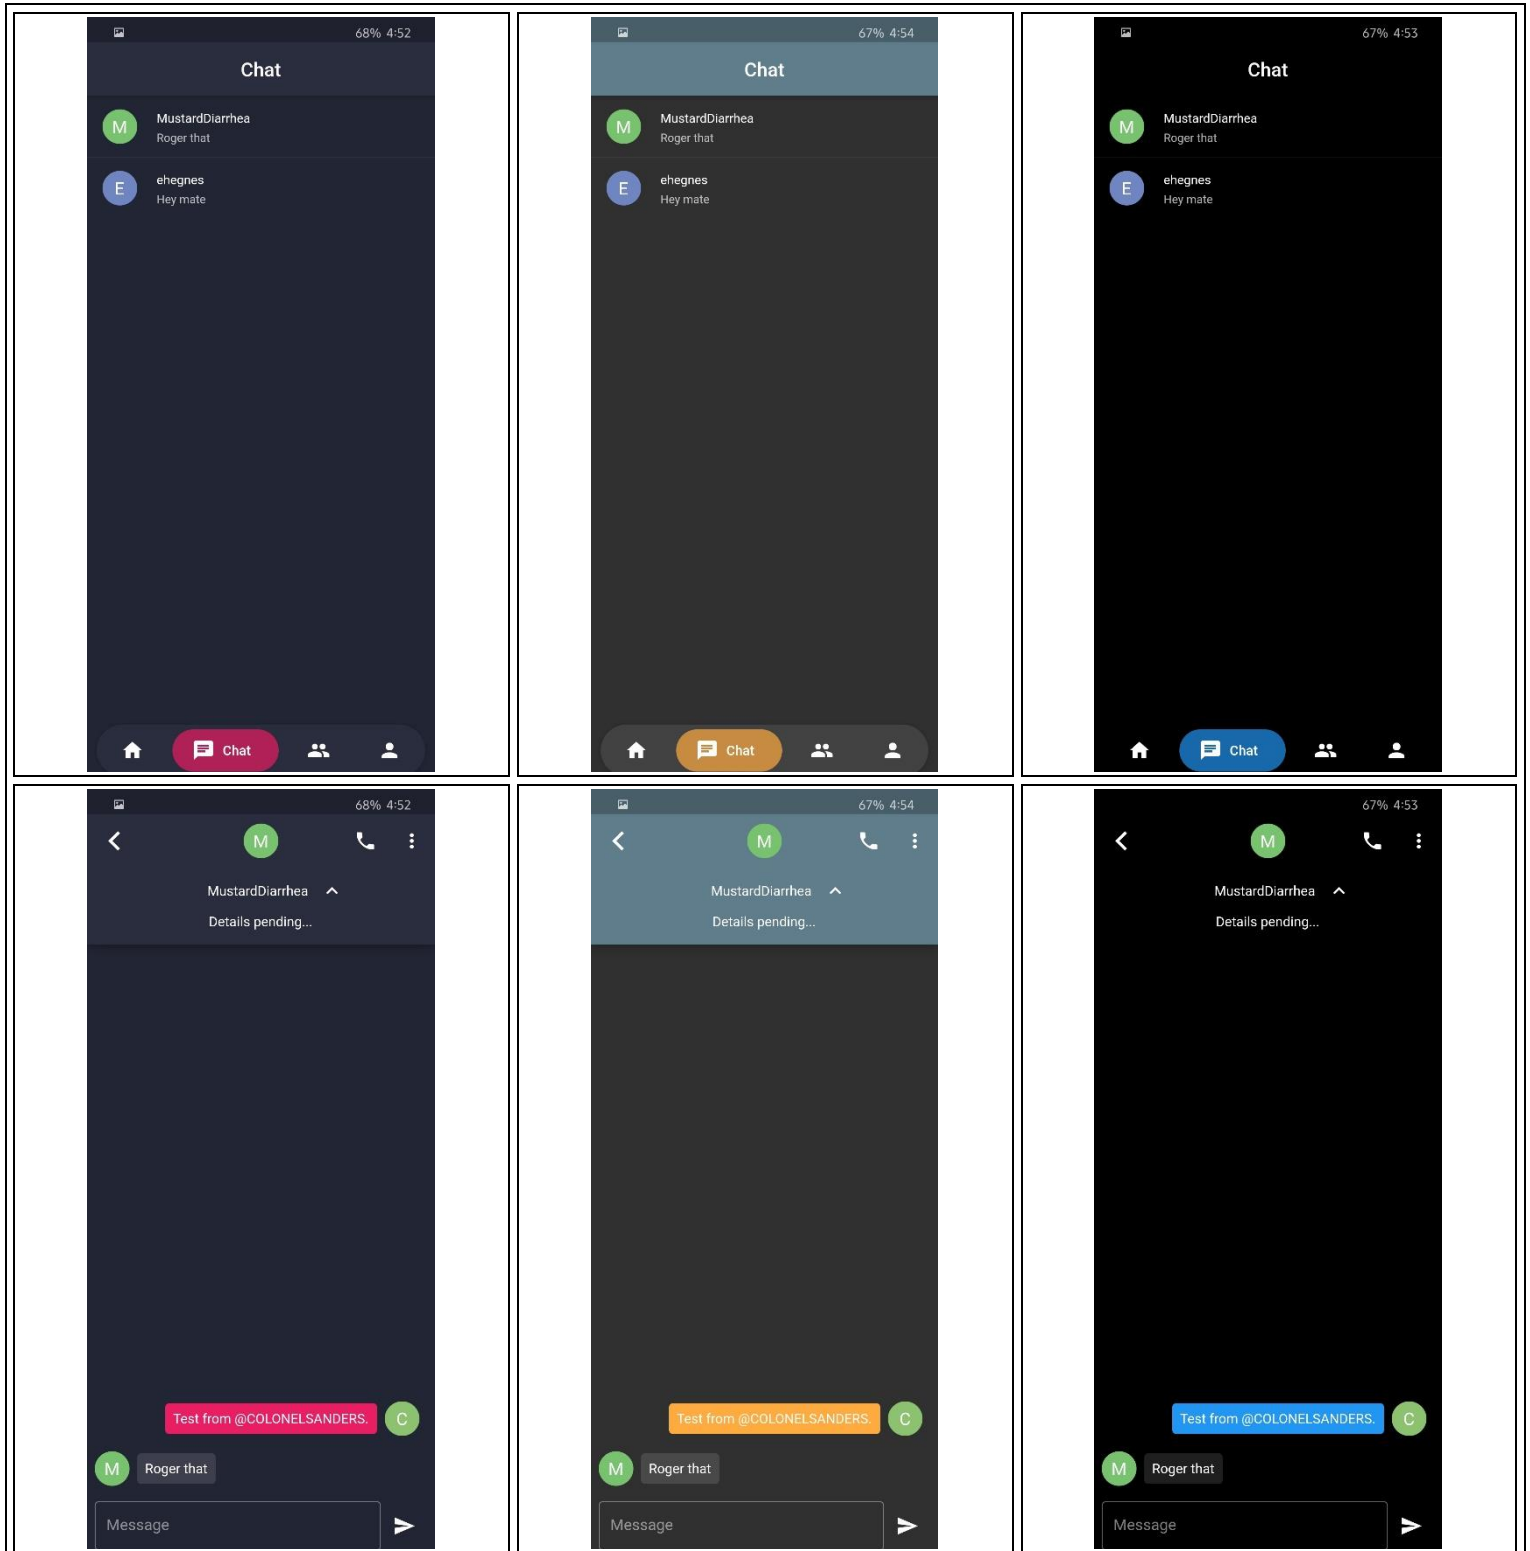 68% 4:52
Chat
M
MustardDiarrhea
Roger that
E
ehegnes
Hey mate
Chat
67% 4:54
Chat
M
MustardDiarrhea
Roger that
E
ehegnes
Hey mate
Chat
67% 4:53
Chat
M
MustardDiarrhea
Roger that
E
ehegnes
Hey mate
Chat
68% 4:52
M
MustardDiarrhea
Details pending...
Test from @COLONELSANDERS.
C
M
Roger that
Message
67% 4:54
M
MustardDiarrhea
Details pending...
Test from @COLONELSANDERS.
C
M
Roger that
Message
67% 4:53
M
MustardDiarrhea
Details pending...
Test from @COLONELSANDERS.
C
M
Roger that
Message